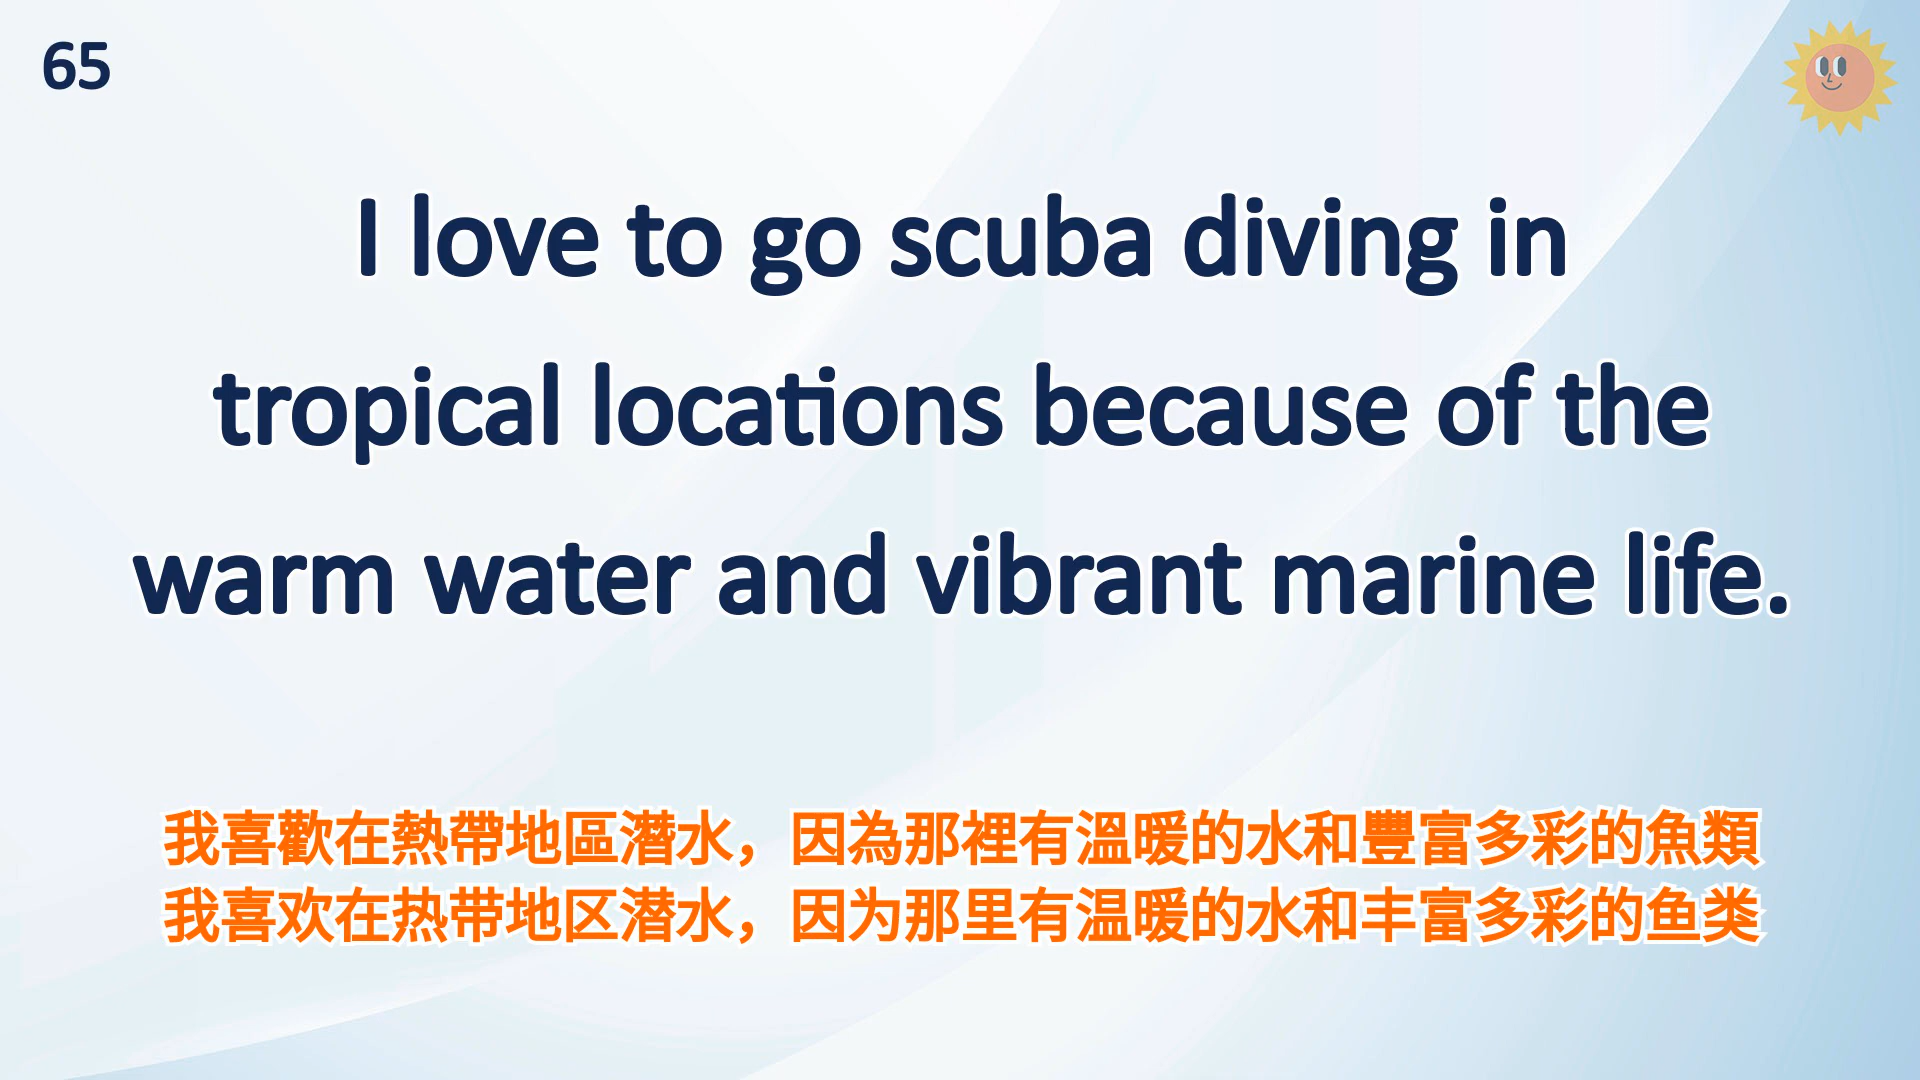 65
I love to go scuba diving in
tropical locations because of the
warm water and vibrant marine life.
我喜歡在熱帶地區潛水，因為那裡有溫暖的水和豐富多彩的魚類
我喜欢在热带地区潜水，因为那里有温暖的水和丰富多彩的鱼类